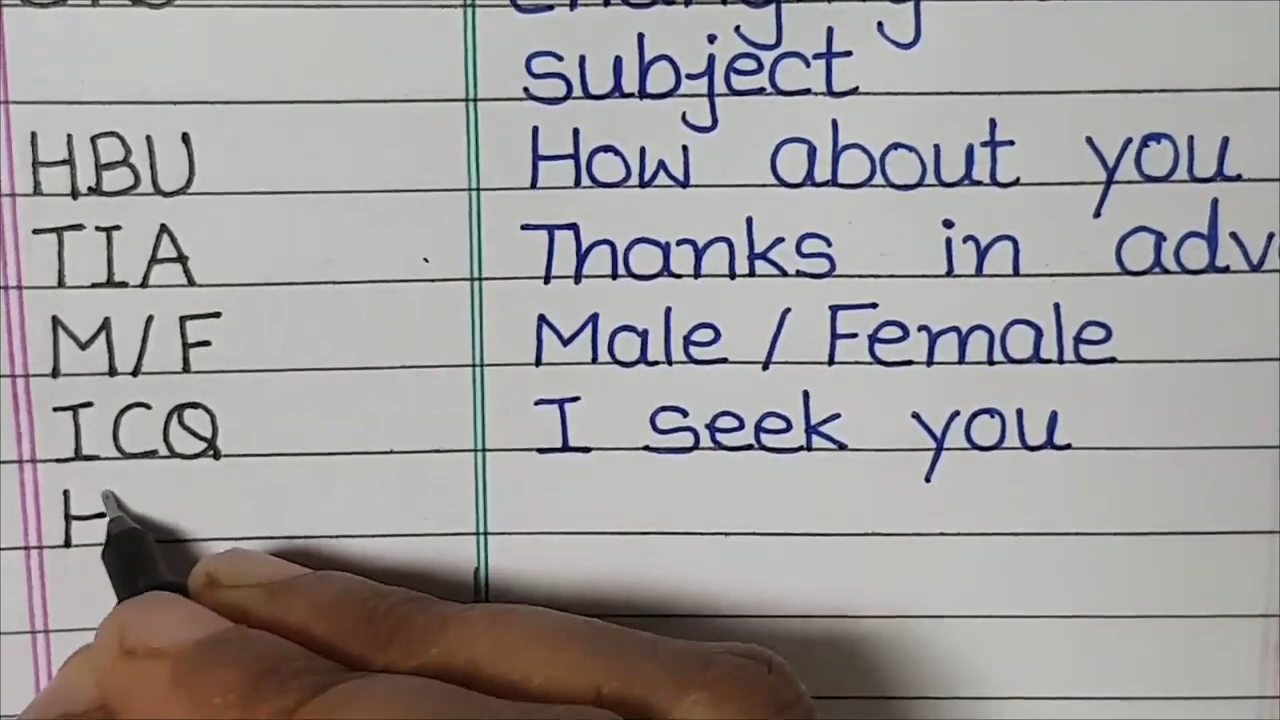 subject
HBU How about you
TIA Thanks in adv
M/F Male / Female
ICQ I seek you
H